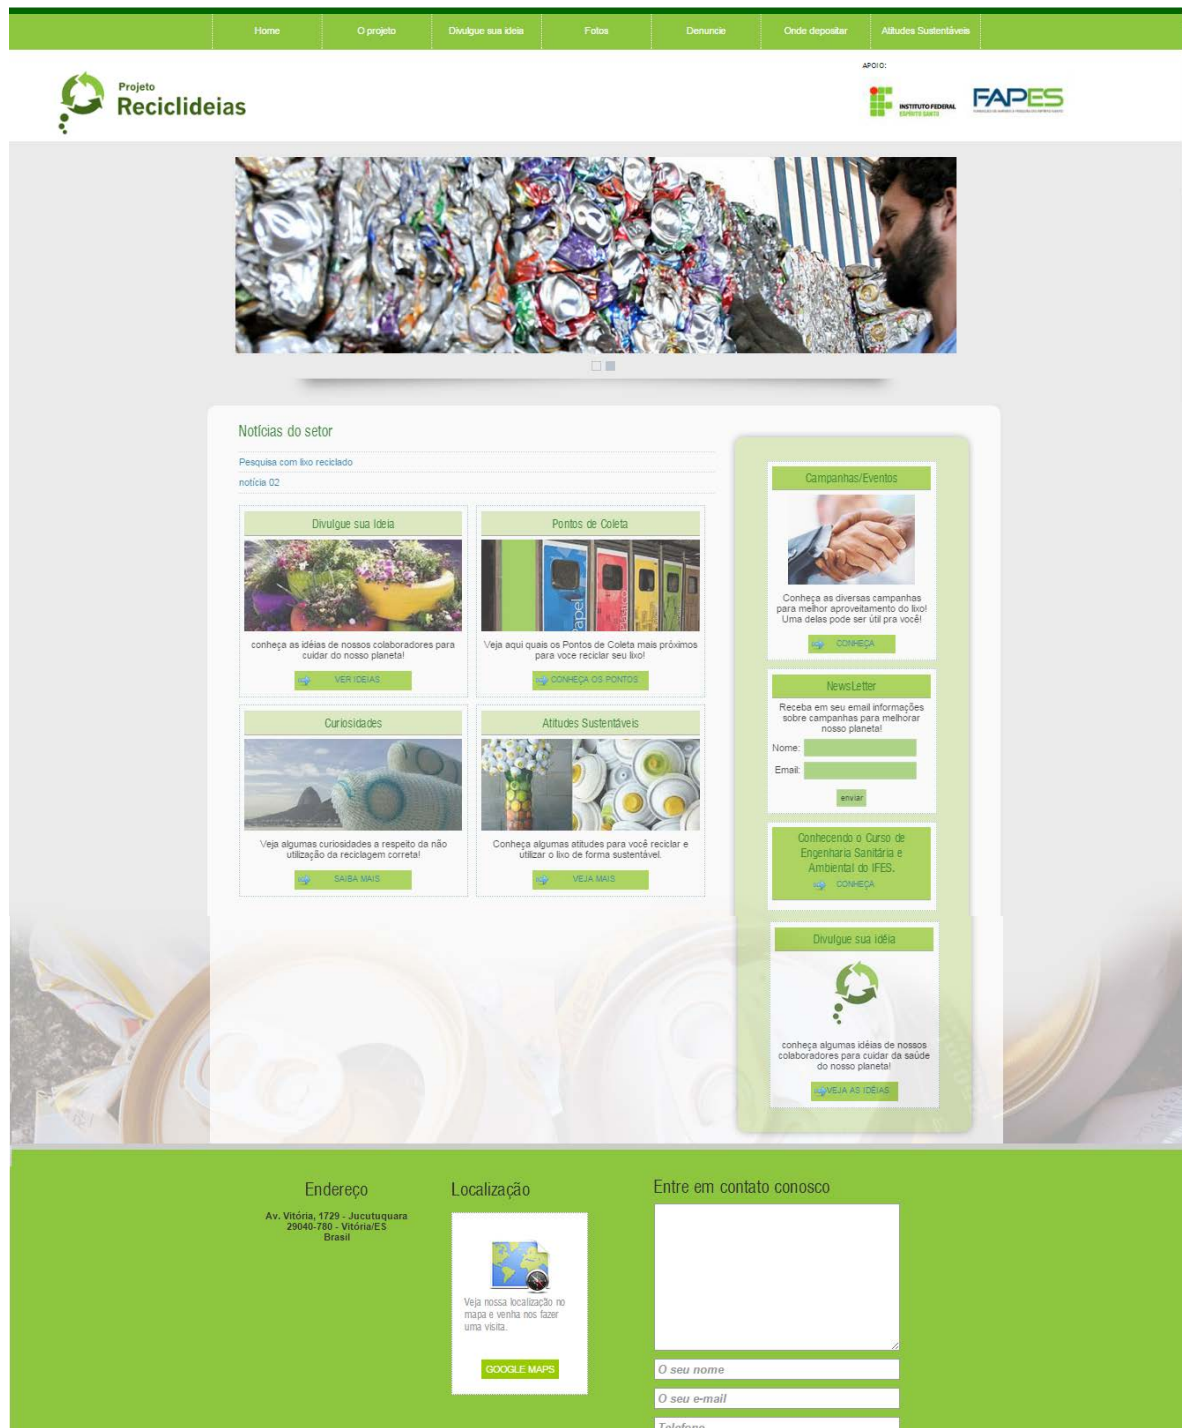 Home
O projeto
Divulgue sua ideia
Fotos
Denuncie
Onde depositar
Atitudes Sustentáveis
Projeto
Reciclideias
APOIO:
INSTITUTO FEDERAL
ESPÍRITO SANTO
FAPES
Notícias do setor
Pesquisa com lixo reciclado
notícia 02
Divulgue sua Ideia
conheça as idéias de nossos colaboradores para
cuidar do nosso planeta!
VER IDEIAS
Pontos de Coleta
Papel
Veja aqui quais os Pontos de Coleta mais próximos
para voce reciclar seu lixo!
CONHEÇA OS PONTOS
Curiosidades
Veja algumas curiosidades a respeito da não
utilização da reciclagem correta!
SAIBA MAIS
Atitudes Sustentáveis
Conheça algumas atitudes para você reciclar e
utilizar o lixo de forma sustentável.
VEJA MAIS
Campanhas/Eventos
Conheça as diversas campanhas
para melhor aproveitamento do lixo!
Uma delas pode ser útil pra você!
CONHEÇA
NewsLetter
Receba em seu email informações
sobre campanhas para melhorar
nosso planeta!
Nome:
Email:
enviar
Conhecendo o Curso de
Engenharia Sanitária e
Ambiental do IFES.
CONHEÇA
Divulgue sua idéia
conheça algumas idéias de nossos
colaboradores para cuidar da saúde
do nosso planeta!
VEJA AS IDÉIAS
Endereço
Av. Vitória, 1729 - Jucutuquara
29040-780 - Vitória/ES
Brasil
Localização
Veja nossa localização no
mapa e venha nos fazer
uma visita.
GOOGLE MAPS
Entre em contato conosco
O seu nome
O seu e-mail
Telefone